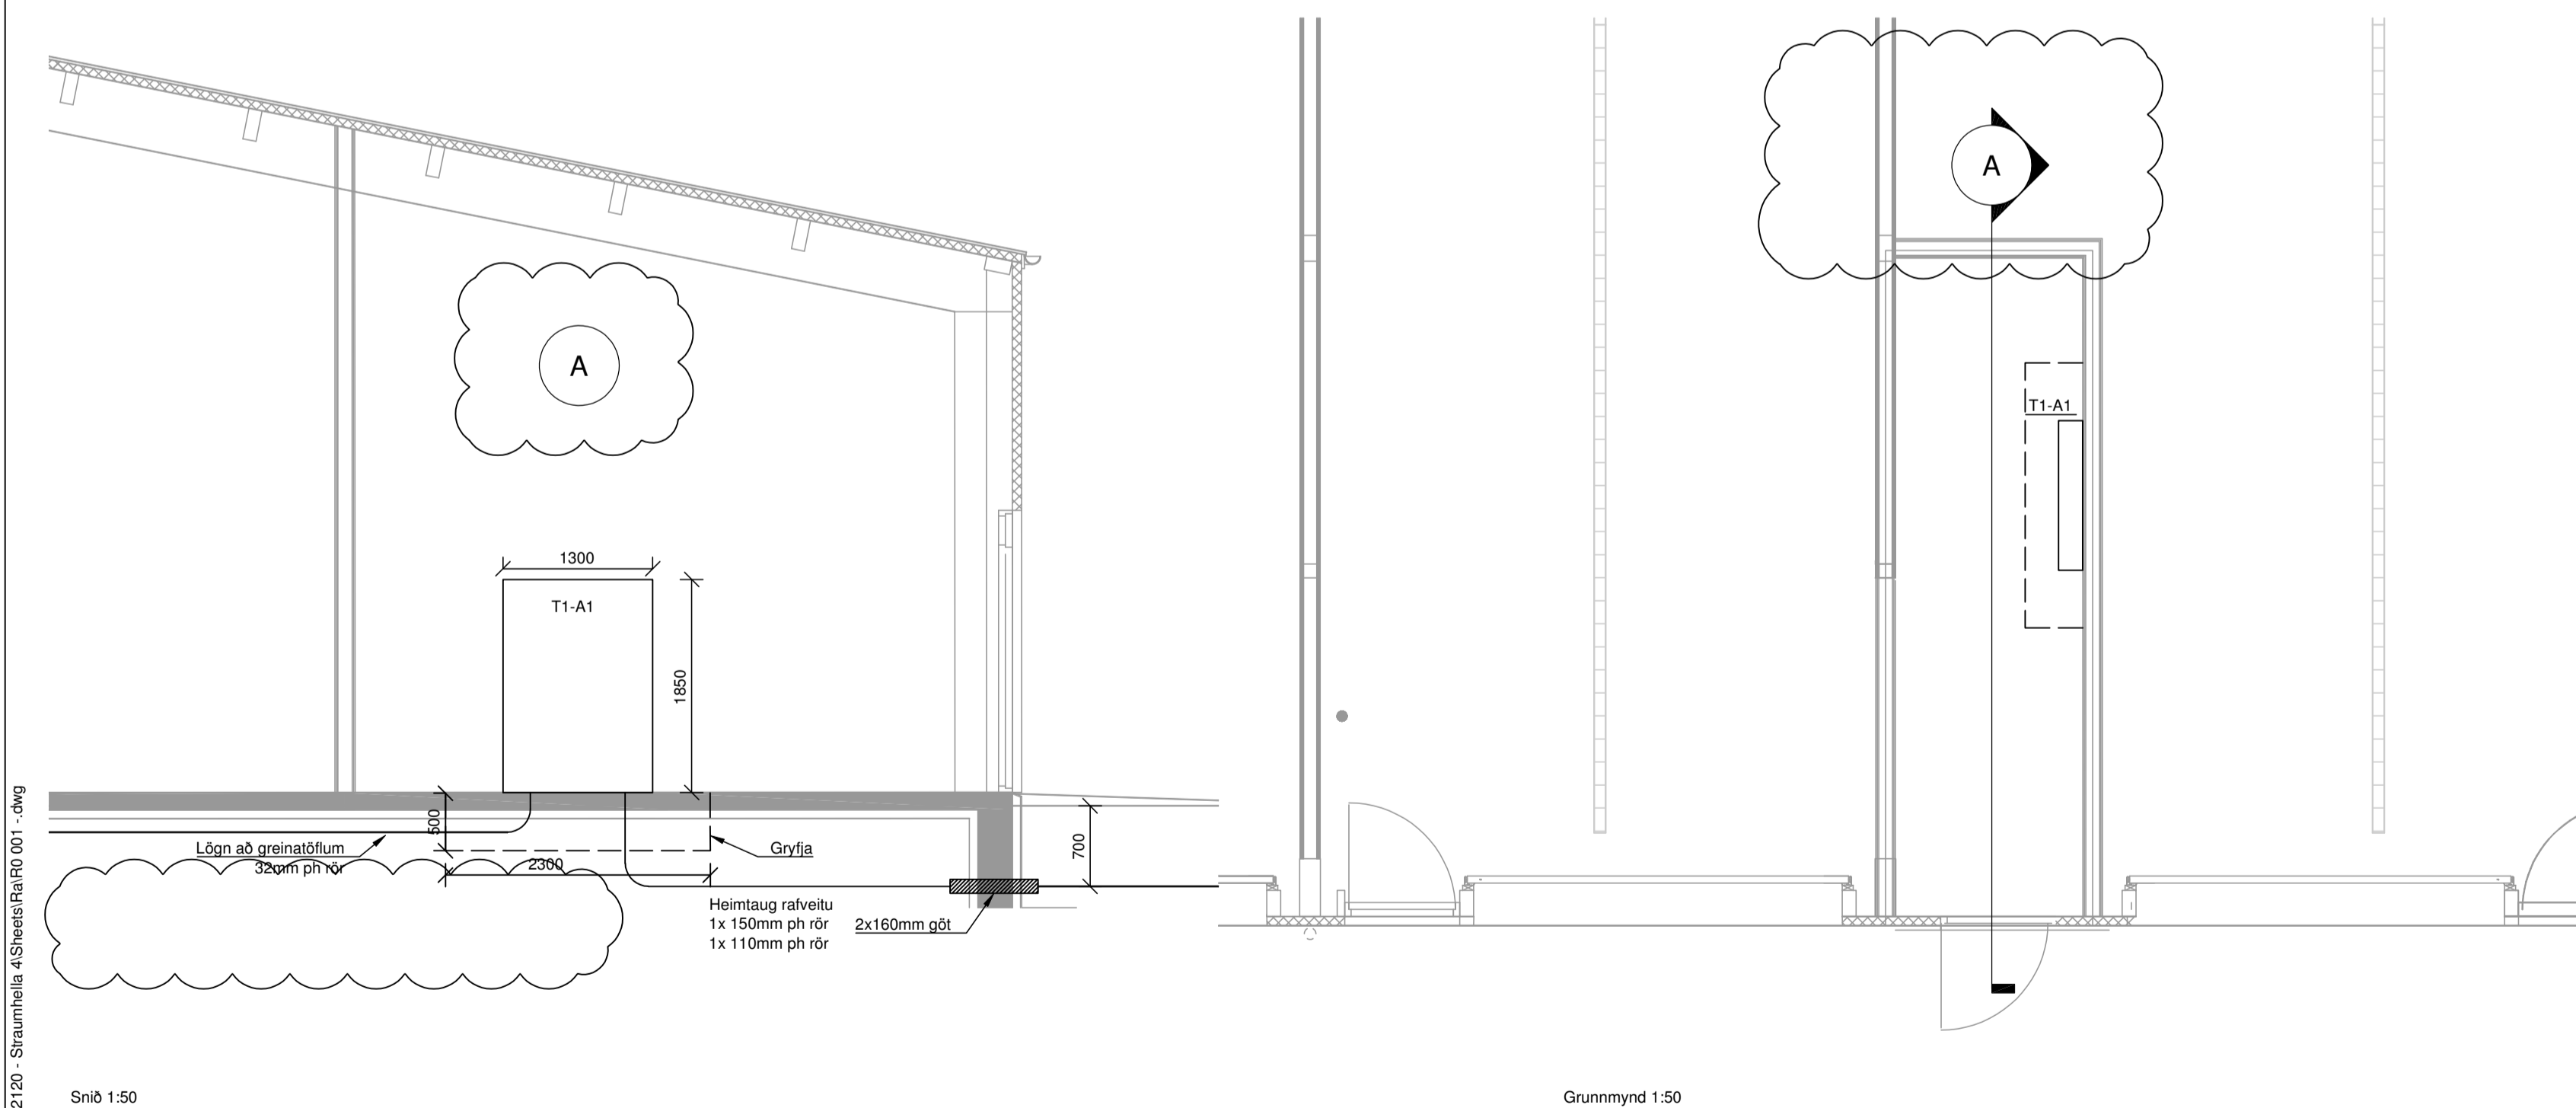 2120 - Straumhella 4\Sheets\Ra\R0 001 -.dwg
A
1300
T1-A1
1850
500
Lögn að greinatöflum
32mm ph rör
2300
Gryfja
700
Heimtaug rafveitu
1x 150mm ph rör
1x 110mm ph rör
2x160mm göt
Snið 1:50
A
T1-A1
Grunnmynd 1:50